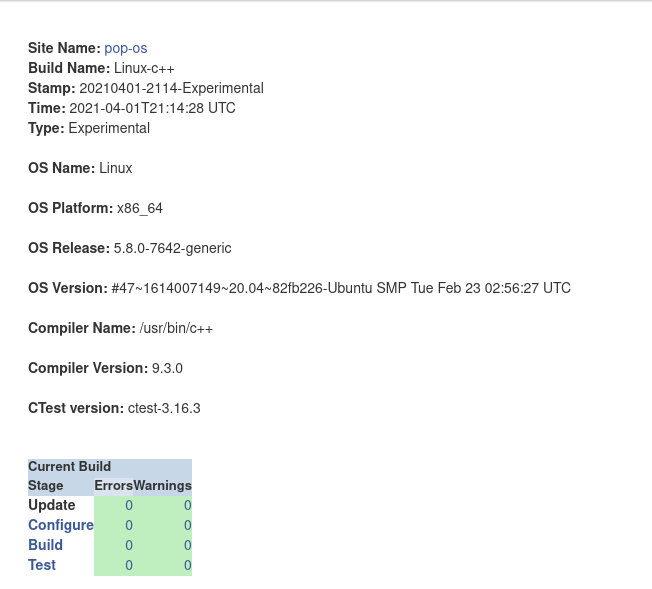 Site Name: pop-os
Build Name: Linux-c++
Stamp: 20210401-2114-Experimental
Time: 2021-04-01T21:14:28 UTC
Type: Experimental
OS Name: Linux
OS Platform: x86_64
OS Release: 5.8.0-7642-generic
OS Version: #47~1614007149~20.04~82fb226-Ubuntu SMP Tue Feb 23 02:56:27 UTC
Compiler Name: /usr/bin/c++
Compiler Version: 9.3.0
CTest version: ctest-3.16.3
Current Build
Stage Errors Warnings
Update 0 0
Configure 0 0
Build 0 0
Test 0 0